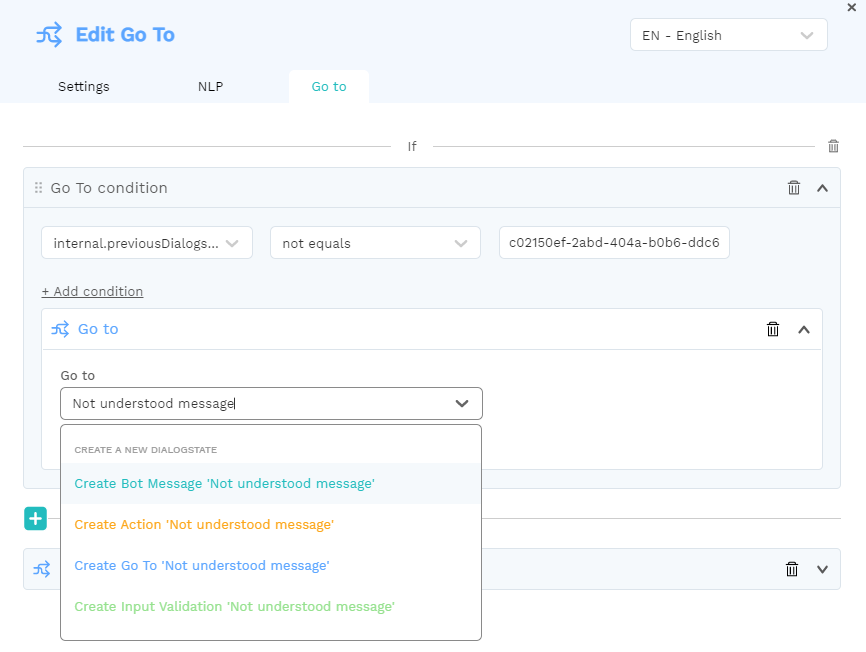 Edit Go To
EN - English
Settings
NLP
Go to
If
Go To condition
internal.previousDialogs...
not equals
c02150ef-2abd-404a-b0b6-ddc6
+ Add condition
Go to
Go to
Not understood message
CREATE A NEW DIALOGSTATE
Create Bot Message 'Not understood message'
Create Action 'Not understood message'
Create Go To 'Not understood message'
Create Input Validation 'Not understood message'